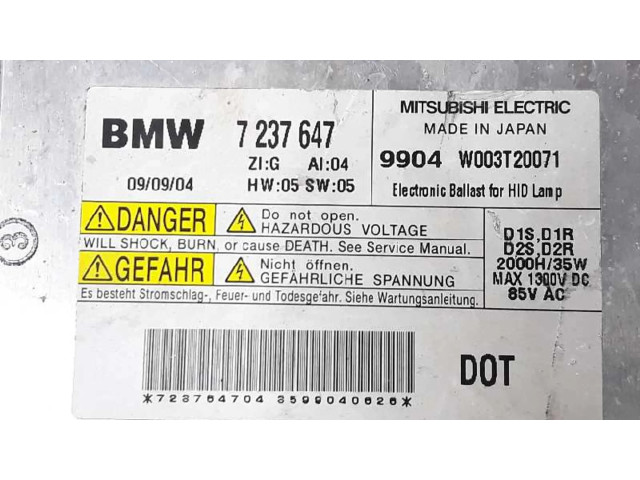 BMW 7 237 647
ZI:G AI:04
09/09/04 HW:05 SW:05
MITSUBISHI ELECTRIC
MADE IN JAPAN
9904 W003T20071
Electronic Ballast for HID Lamp
DANGER Do not open.
HAZARDOUS VOLTAGE
WILL SHOCK, BURN, or cause DEATH. See Service Manual.
GEFAHR Nicht öffnen.
GEFÄHRLICHE SPANNUNG
Es besteht Stromschlag-, Feuer- und Todesgefahr. Siehe Wartungsanleitung.
D1S,D1R
D2S,D2R
2000H/35W
MAX 1300V DC
85V AC
DOT
*723764704 3599040626*
3